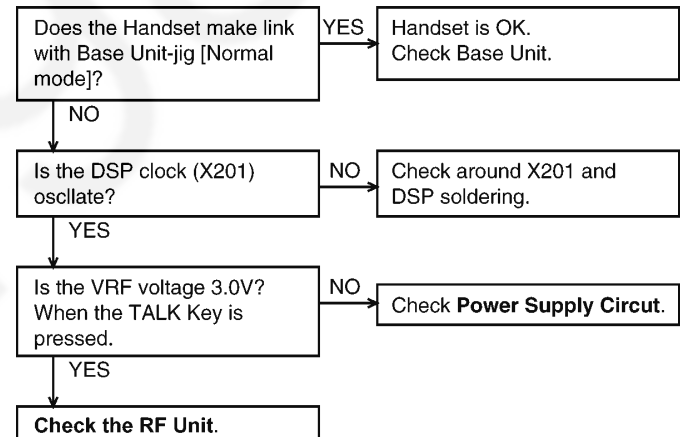 Does the Handset make link
with Base Unit-jig [Normal
mode]?
YES
Handset is OK.
Check Base Unit.
NO
Is the DSP clock (X201)
oscllate?
NO
Check around X201 and
DSP soldering.
YES
Is the VRF voltage 3.0V?
When the TALK Key is
pressed.
NO
Check Power Supply Circut.
YES
Check the RF Unit.